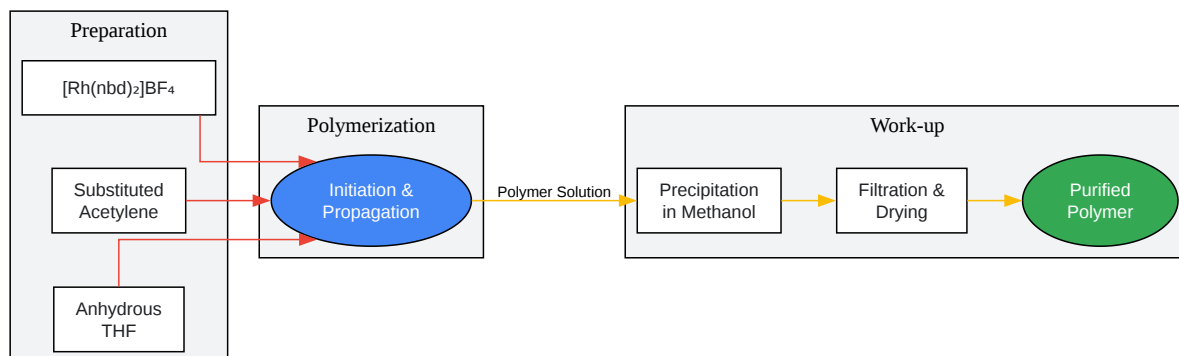 Preparation
[Rh(nbd)₂]BF₄
Substituted
Acetylene
Anhydrous
THF
Polymerization
Initiation &
Propagation
Polymer Solution
Work-up
Precipitation
in Methanol
Filtration &
Drying
Purified
Polymer